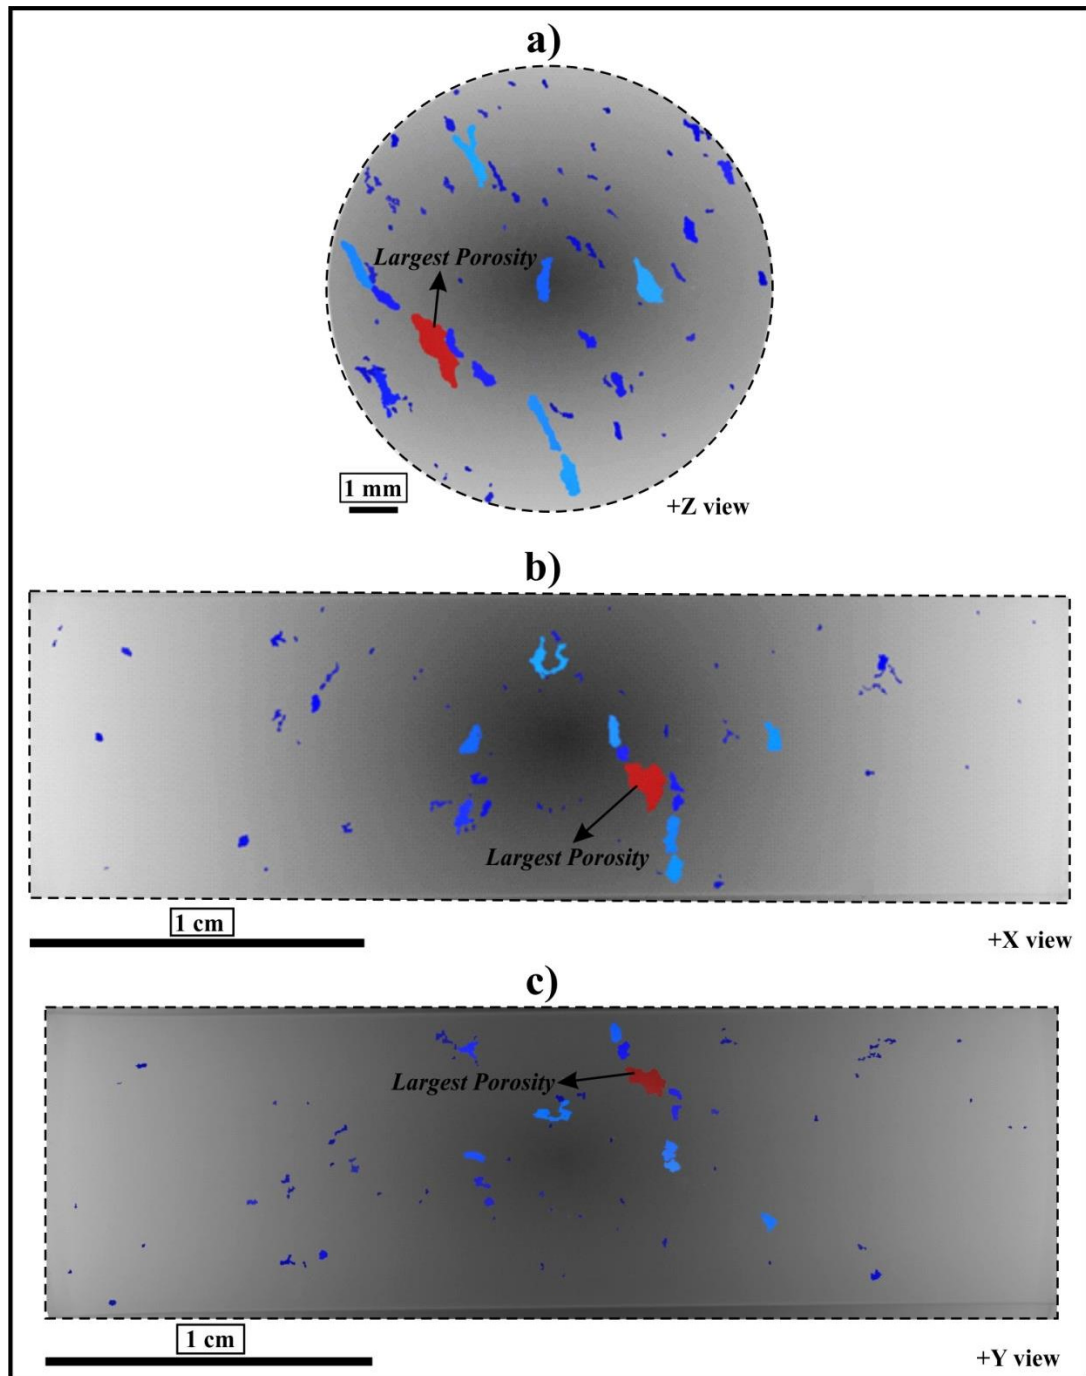 a)
Largest Porosity
1 mm
+Z view
b)
Largest Porosity
1 cm
+X view
c)
Largest Porosity
1 cm
+Y view